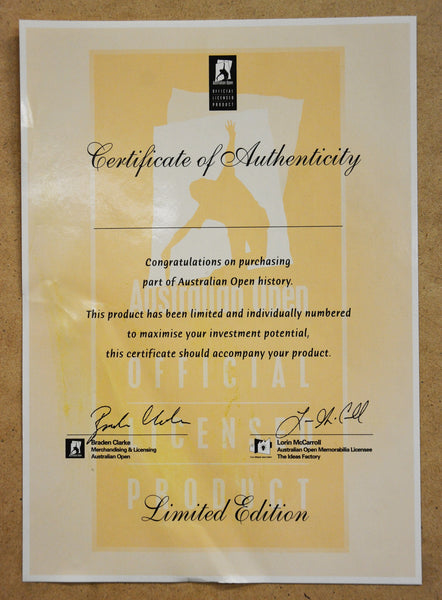 Australian Open
OFFICIAL
LICENSED
PRODUCT
Certificate of Authenticity
Congratulations on purchasing
part of Australian Open history.
Australian Open
This product has been limited and individually numbered
to maximise your investment potential,
this certificate should accompany your product.
OFFICIAL
LICENSED
Braden Clarke
Merchandising & Licensing
Australian Open
Lorin McCarroll
Australian Open Memorabilia Licensee
The Ideas Factory
PRODUCT
Limited Edition